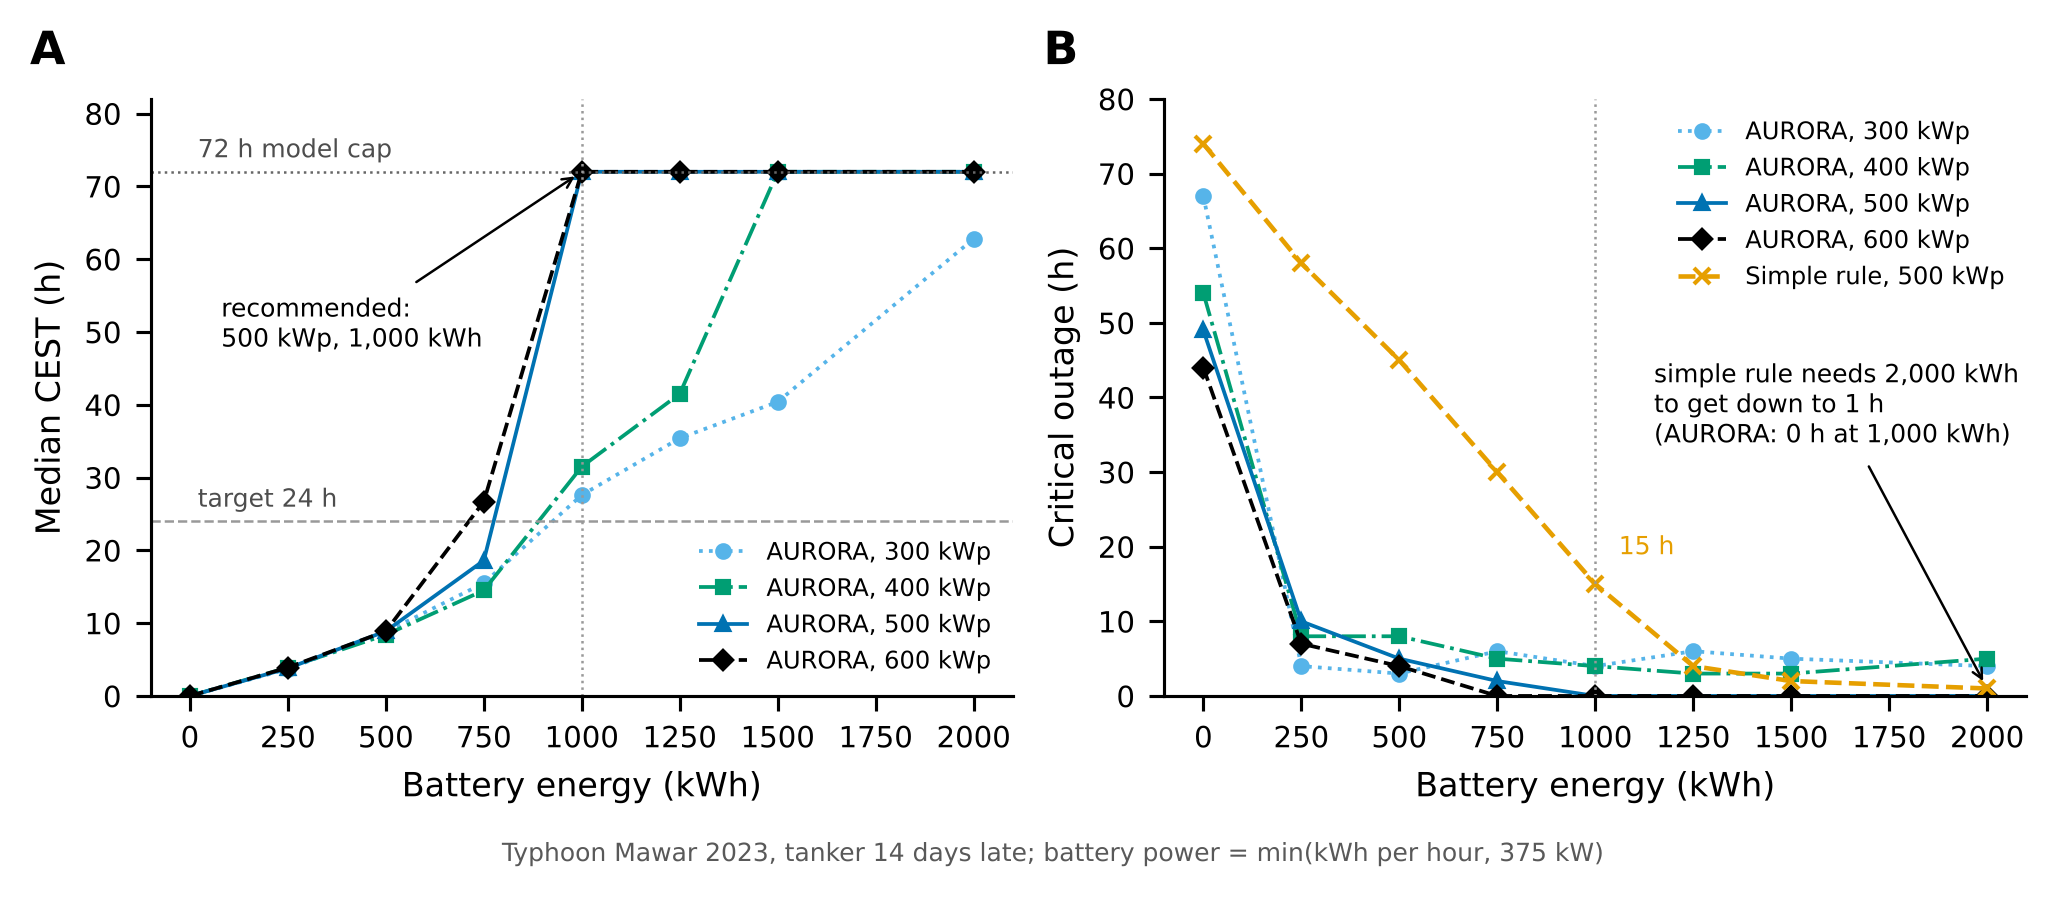 A
80
70
60
50
40
30
20
10
0
Median CEST (h)
72 h model cap
recommended:
500 kWp, 1,000 kWh
target 24 h
AURORA, 300 kWp
AURORA, 400 kWp
AURORA, 500 kWp
AURORA, 600 kWp
0 250 500 750 1000 1250 1500 1750 2000
Battery energy (kWh)
B
80
70
60
50
40
30
20
10
0
Critical outage (h)
AURORA, 300 kWp
AURORA, 400 kWp
AURORA, 500 kWp
AURORA, 600 kWp
Simple rule, 500 kWp
simple rule needs 2,000 kWh
to get down to 1 h
(AURORA: 0 h at 1,000 kWh)
15 h
0 250 500 750 1000 1250 1500 1750 2000
Battery energy (kWh)
Typhoon Mawar 2023, tanker 14 days late; battery power = min(kWh per hour, 375 kW)